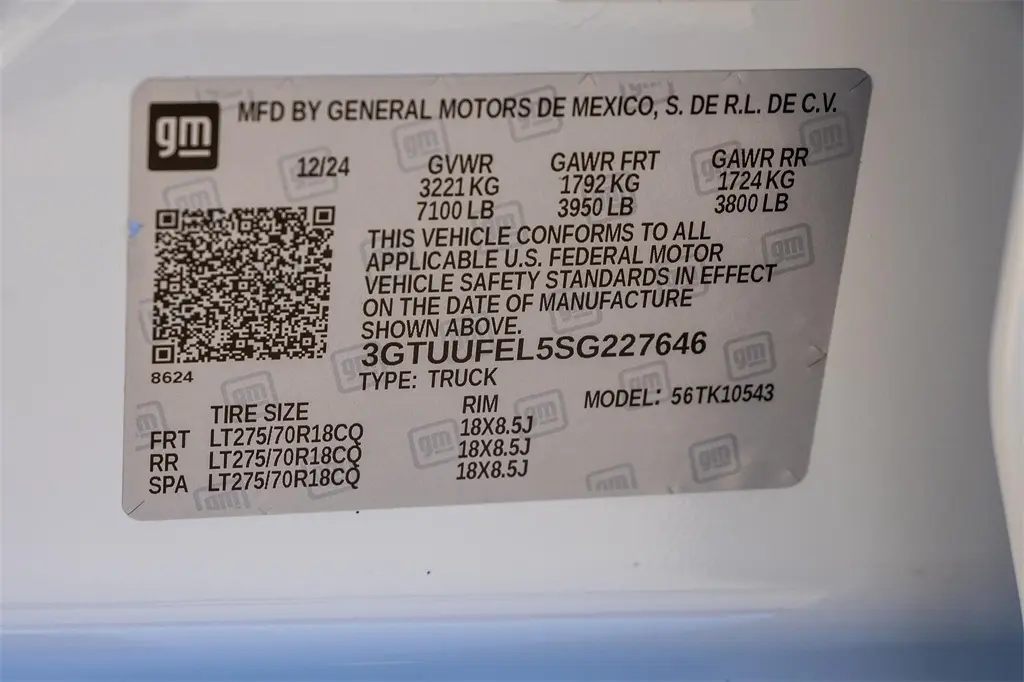 gm MFD BY GENERAL MOTORS DE MEXICO, S. DE R.L. DE C.V.
12/24 GVWR GAWR FRT GAWR RR
3221 KG 1792 KG 1724 KG
7100 LB 3950 LB 3800 LB
THIS VEHICLE CONFORMS TO ALL
APPLICABLE U.S. FEDERAL MOTOR
VEHICLE SAFETY STANDARDS IN EFFECT
ON THE DATE OF MANUFACTURE
SHOWN ABOVE.
3GTUUFEL5SG227646
8624
TYPE: TRUCK
MODEL: 56TK10543
TIRE SIZE RIM
FRT LT275/70R18CQ 18X8.5J
RR LT275/70R18CQ 18X8.5J
SPA LT275/70R18CQ 18X8.5J